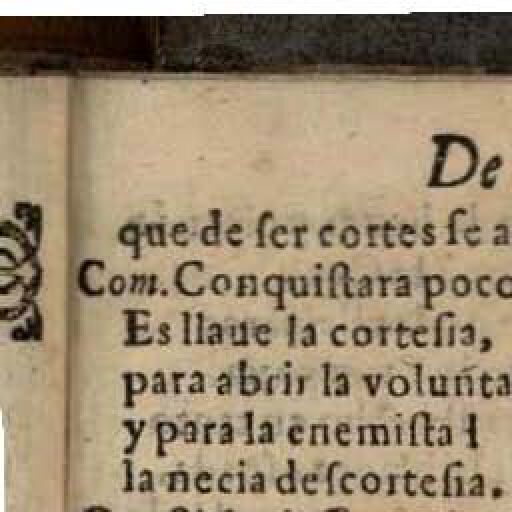 De
que de ſer cortes ſe a
Com. Conquiſtara poco
Es llaue la corteſia,
para abrir la volunta
y para la enemiſta
la necia deſcorteſia.